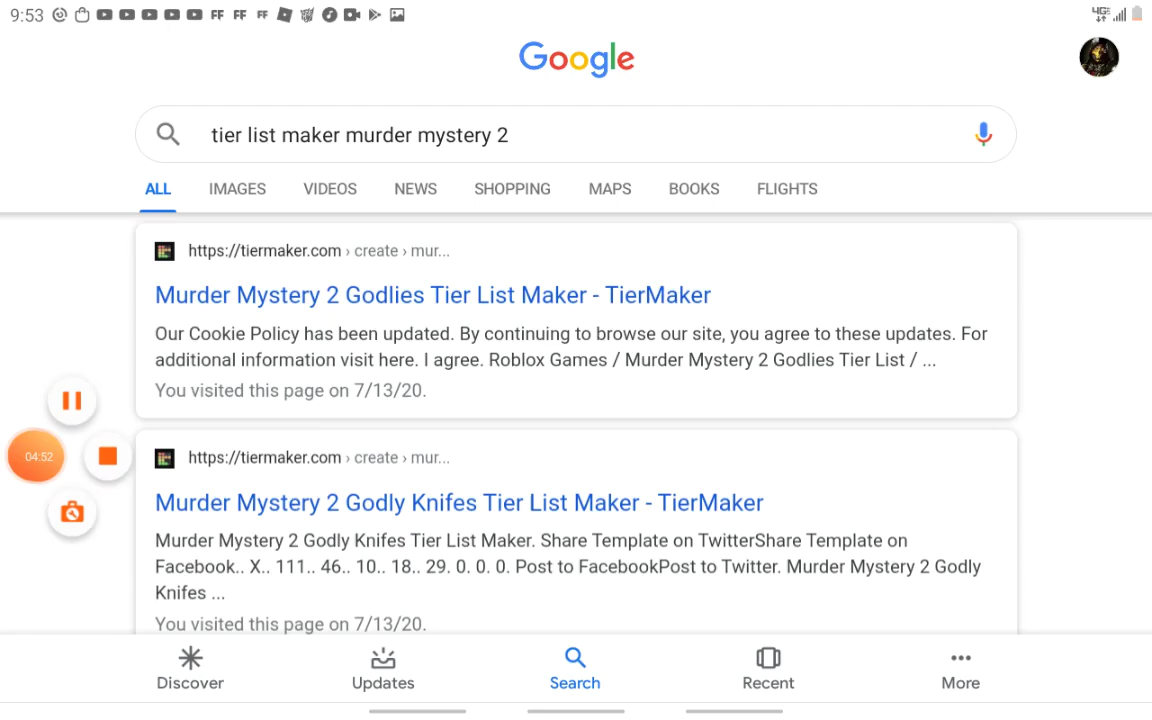 9:53 FF FF FF 4G
Google
tier list maker murder mystery 2
ALL IMAGES VIDEOS NEWS SHOPPING MAPS BOOKS FLIGHTS
https://tiermaker.com › create › mur...
Murder Mystery 2 Godlies Tier List Maker - TierMaker
Our Cookie Policy has been updated. By continuing to browse our site, you agree to these updates. For
additional information visit here. I agree. Roblox Games / Murder Mystery 2 Godlies Tier List / ...
You visited this page on 7/13/20.
04:52
https://tiermaker.com › create › mur...
Murder Mystery 2 Godly Knifes Tier List Maker - TierMaker
Murder Mystery 2 Godly Knifes Tier List Maker. Share Template on TwitterShare Template on
Facebook.. X.. 111.. 46.. 10.. 18.. 29. 0. 0. 0. Post to FacebookPost to Twitter. Murder Mystery 2 Godly
Knifes ...
You visited this page on 7/13/20.
Discover Updates Search Recent More